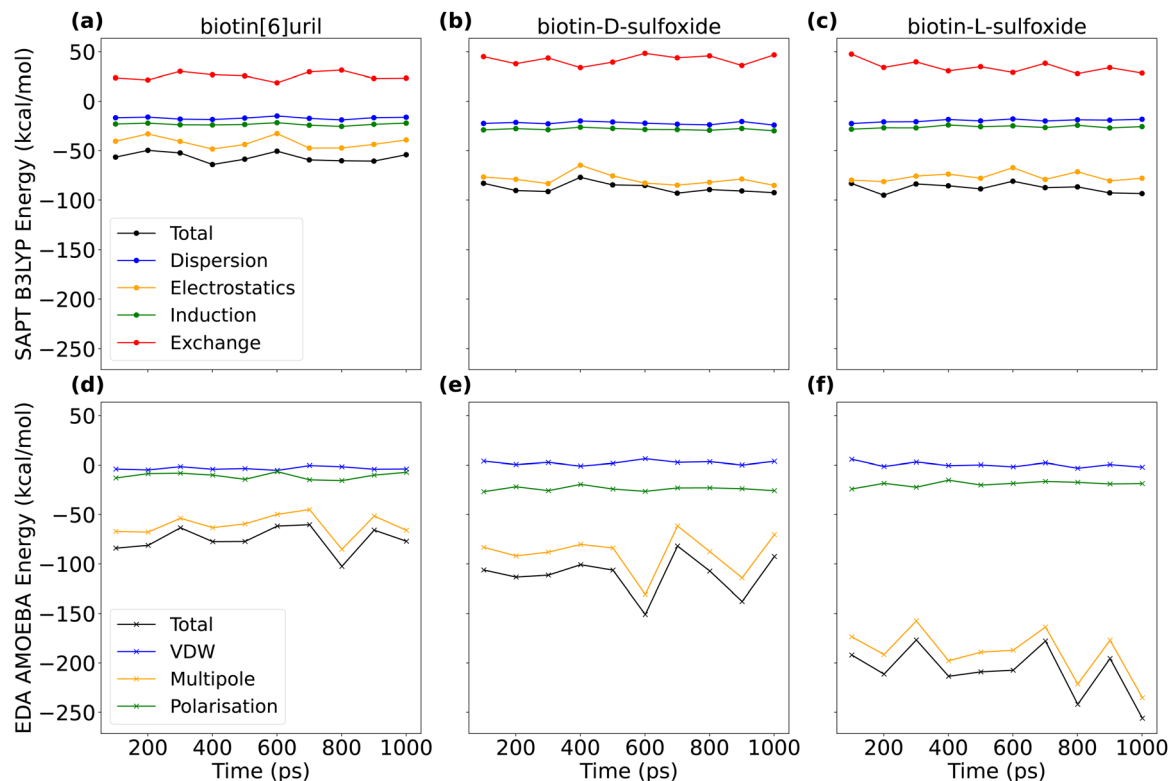 (a)
biotin[6]uril
(b)
biotin-D-sulfoxide
(c)
biotin-L-sulfoxide
SAPT B3LYP Energy (kcal/mol)
50
0
−50
−100
−150
−200
−250
Total
Dispersion
Electrostatics
Induction
Exchange
(d)
(e)
(f)
EDA AMOEBA Energy (kcal/mol)
50
0
−50
−100
−150
−200
−250
Total
VDW
Multipole
Polarisation
200 400 600 800 1000
200 400 600 800 1000
200 400 600 800 1000
Time (ps)
Time (ps)
Time (ps)